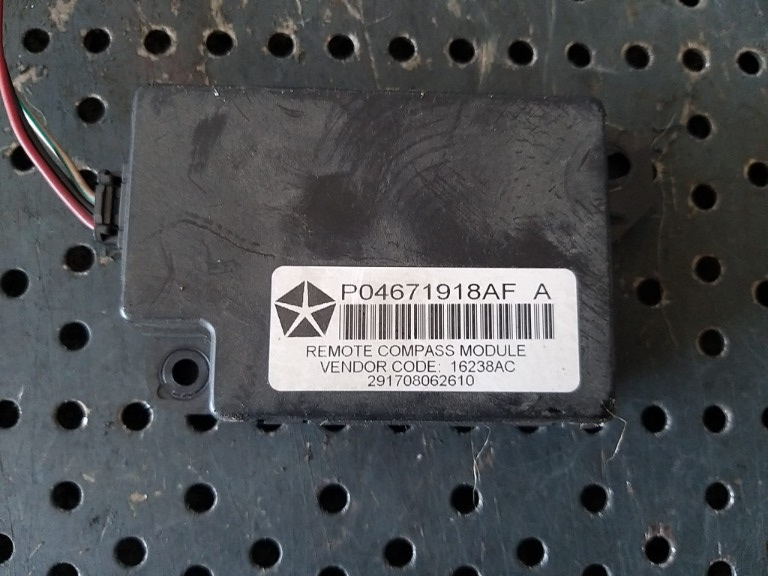 P04671918AF A
REMOTE COMPASS MODULE
VENDOR CODE: 16238AC
291708062610